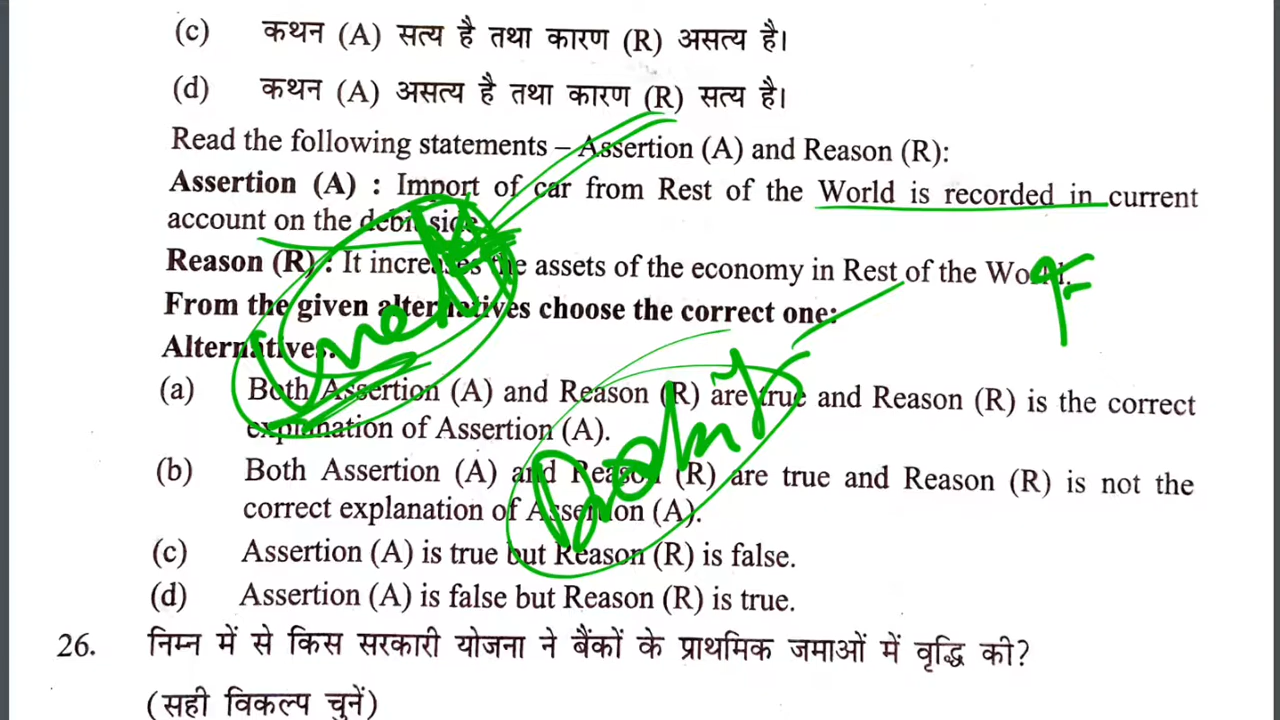 (c) कथन (A) सत्य है तथा कारण (R) असत्य है।
(d) कथन (A) असत्य है तथा कारण (R) सत्य है।
Read the following statements – Assertion (A) and Reason (R):
Assertion (A) : Import of car from Rest of the World is recorded in current
account on the debit side.
Reason (R) : It increases the assets of the economy in Rest of the World.
F
From the given alternatives choose the correct one:
Alternatives:
(a) Both Assertion (A) and Reason (R) are true and Reason (R) is the correct
explanation of Assertion (A).
(b) Both Assertion (A) and Reason (R) are true and Reason (R) is not the
correct explanation of Assertion (A).
(c) Assertion (A) is true but Reason (R) is false.
(d) Assertion (A) is false but Reason (R) is true.
26. निम्न में से किस सरकारी योजना ने बैंकों के प्राथमिक जमाओं में वृद्धि की?
(सही विकल्प चुनें)